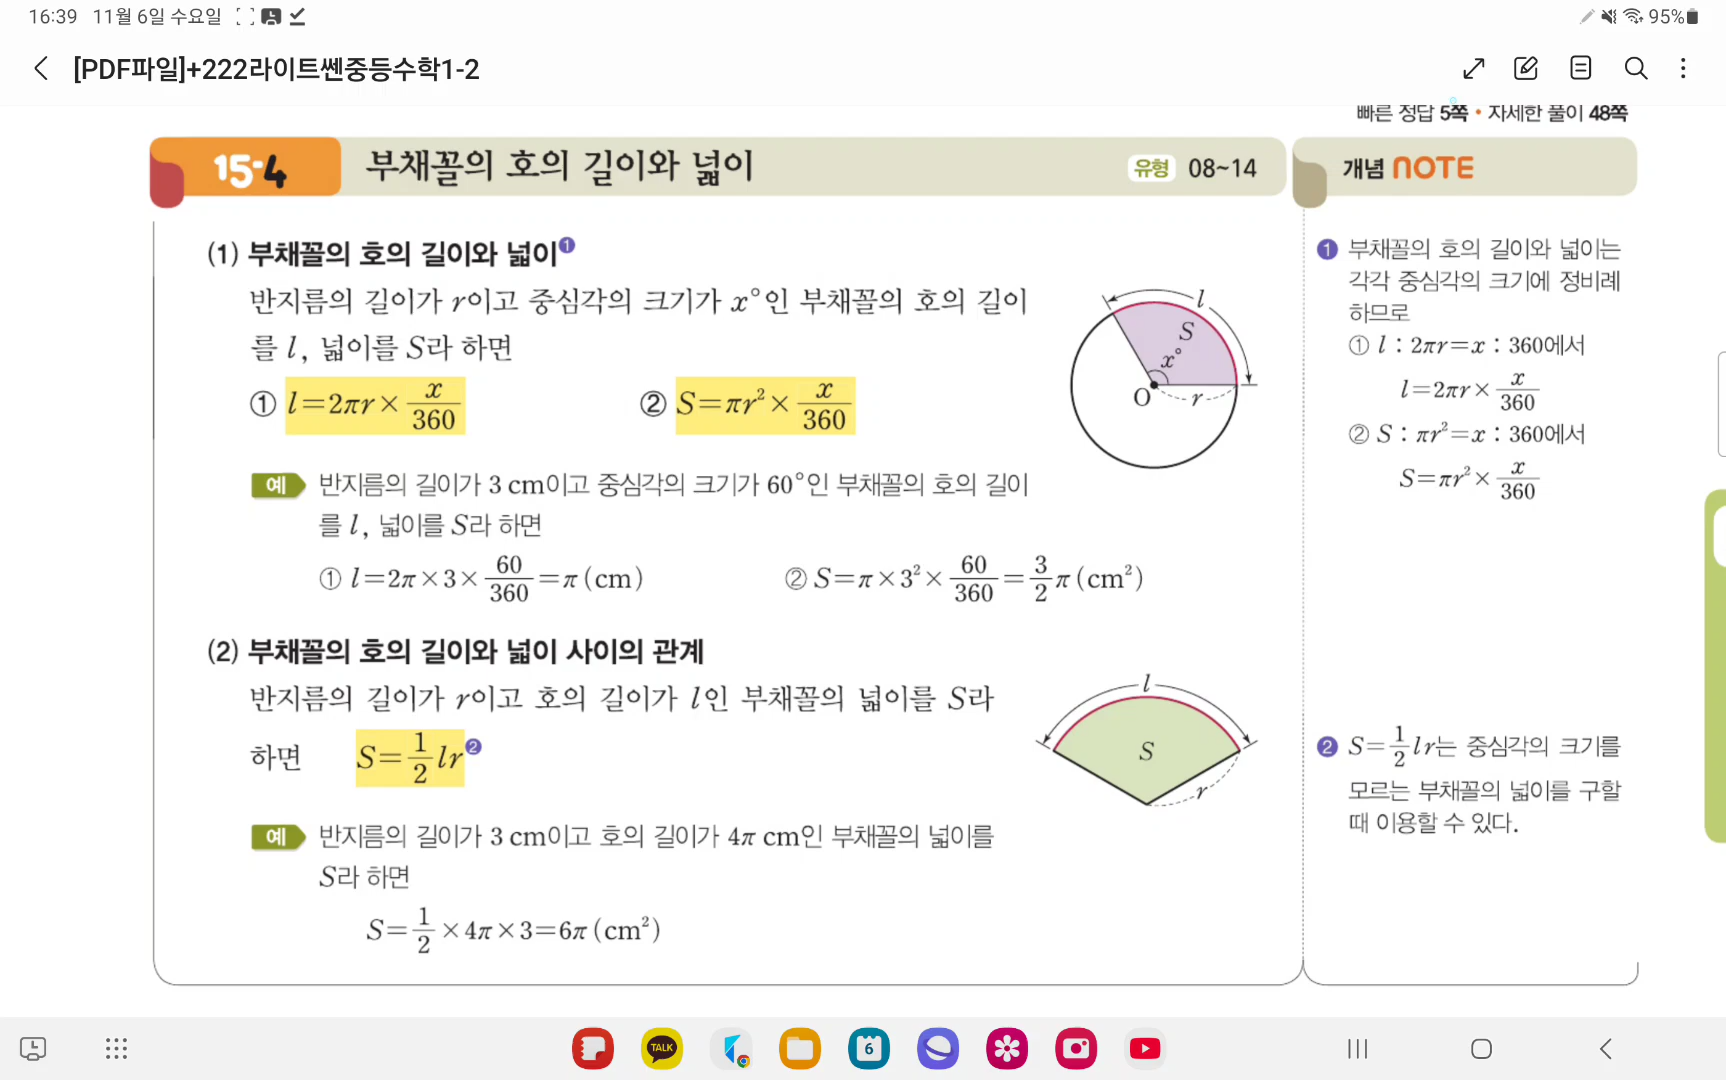 16:39 11월 6일 수요일
95%
[PDF파일]+222라이트쎈중등수학1-2
빠른 정답 5쪽 • 자세한 풀이 48쪽
15-4 부채꼴의 호의 길이와 넓이 유형 08~14
(1) 부채꼴의 호의 길이와 넓이❶
반지름의 길이가 r이고 중심각의 크기가 x°인 부채꼴의 호의 길이
를 l, 넓이를 S라 하면
① l=2πr×x/360 ② S=πr²×x/360
l
S
x°
O
r
예 반지름의 길이가 3 cm이고 중심각의 크기가 60°인 부채꼴의 호의 길이
를 l, 넓이를 S라 하면
① l=2π×3×60/360=π(cm) ② S=π×3²×60/360=3/2π(cm²)
(2) 부채꼴의 호의 길이와 넓이 사이의 관계
반지름의 길이가 r이고 호의 길이가 l인 부채꼴의 넓이를 S라
하면 S=1/2lr❷
l
S
r
예 반지름의 길이가 3 cm이고 호의 길이가 4π cm인 부채꼴의 넓이를
S라 하면
S=1/2×4π×3=6π(cm²)
개념 NOTE
❶ 부채꼴의 호의 길이와 넓이는
각각 중심각의 크기에 정비례
하므로
① l：2πr=x：360에서
l=2πr×x/360
② S：πr²=x：360에서
S=πr²×x/360
❷ S=1/2lr는 중심각의 크기를
모르는 부채꼴의 넓이를 구할
때 이용할 수 있다.
TALK
6